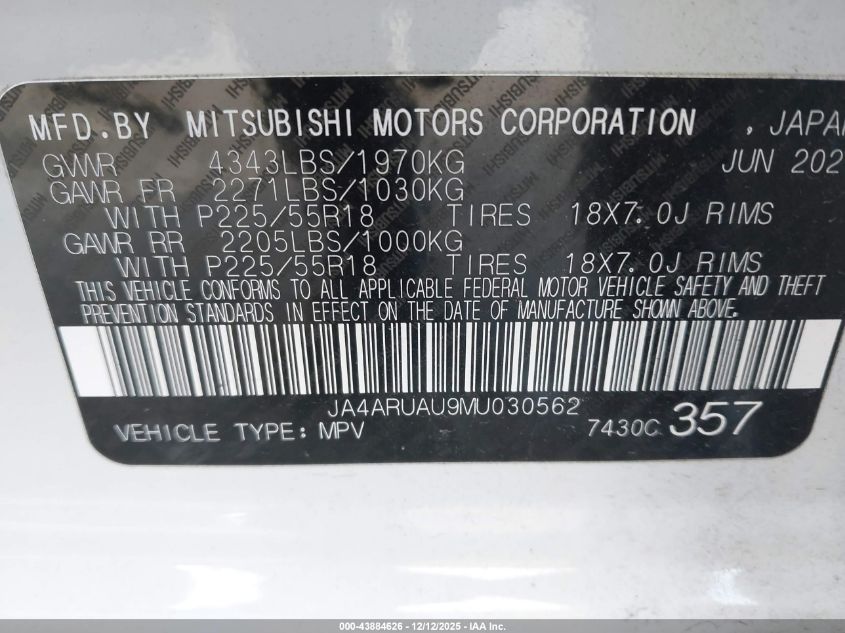 MFD.BY MITSUBISHI MOTORS CORPORATION , JAPAN
GVWR 4343LBS/1970KG JUN 202
GAWR FR 2271LBS/1030KG
WITH P225/55R18 TIRES 18X7.0J RIMS
GAWR RR 2205LBS/1000KG
WITH P225/55R18 TIRES 18X7.0J RIMS
THIS VEHICLE CONFORMS TO ALL APPLICABLE FEDERAL MOTOR VEHICLE SAFETY AND THEFT
PREVENTION STANDARDS IN EFFECT ON THE DATE OF MANUFACTURE SHOWN ABOVE.
JA4ARUAU9MU030562
VEHICLE TYPE: MPV 7430C 357
000-43884626 - 12/12/2025 - IAA Inc.